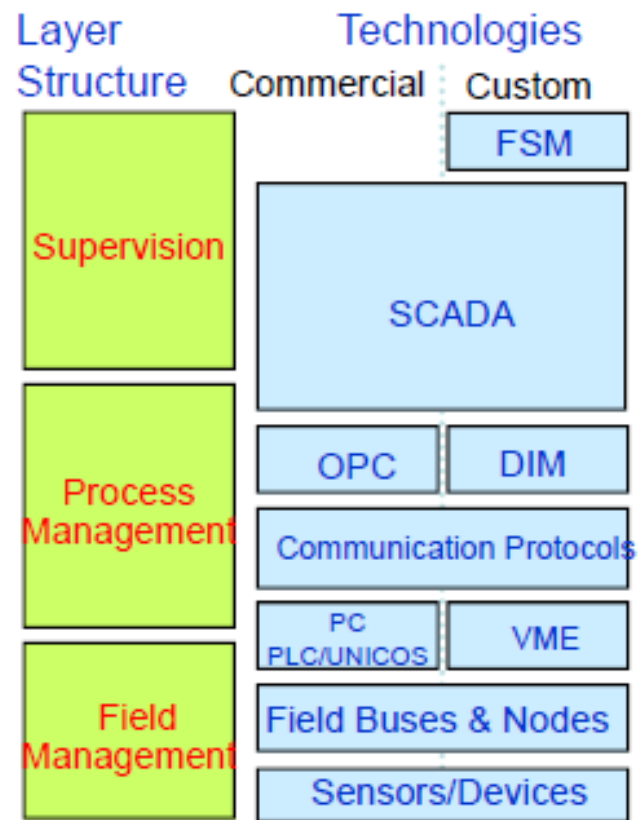 Layer
Structure
Technologies
Commercial
Custom
FSM
Supervision
SCADA
OPC
DIM
Process
Management
Communication Protocols
PC
PLC/UNICOS
VME
Field
Management
Field Buses & Nodes
Sensors/Devices